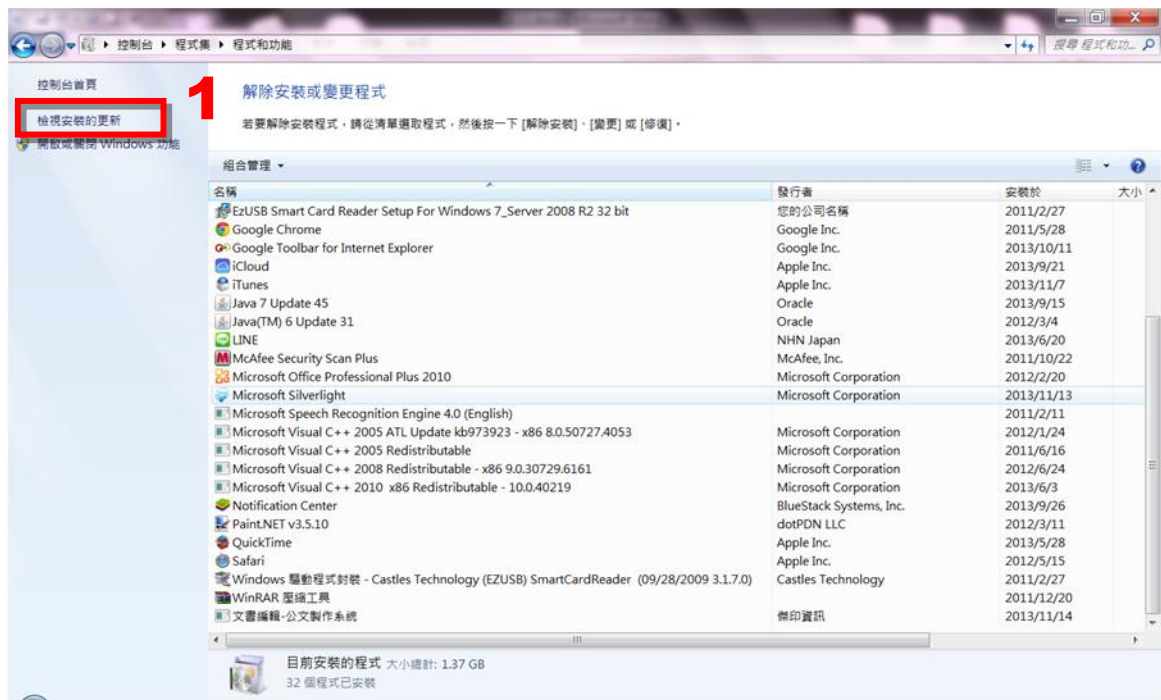 控制台 ▸ 程式集 ▸ 程式和功能
搜尋 程式和功...
控制台首頁
1
檢視安裝的更新
開啟或關閉 Windows 功能
解除安裝或變更程式
若要解除安裝程式，請從清單選取程式，然後按一下 [解除安裝]、[變更] 或 [修復]。
組合管理
名稱 發行者 安裝於 大小
EzUSB Smart Card Reader Setup For Windows 7_Server 2008 R2 32 bit 您的公司名稱 2011/2/27
Google Chrome Google Inc. 2011/5/28
Google Toolbar for Internet Explorer Google Inc. 2013/10/11
iCloud Apple Inc. 2013/9/21
iTunes Apple Inc. 2013/11/7
Java 7 Update 45 Oracle 2013/9/15
Java(TM) 6 Update 31 Oracle 2012/3/4
LINE NHN Japan 2013/6/20
McAfee Security Scan Plus McAfee, Inc. 2011/10/22
Microsoft Office Professional Plus 2010 Microsoft Corporation 2012/2/20
Microsoft Silverlight Microsoft Corporation 2013/11/13
Microsoft Speech Recognition Engine 4.0 (English) 2011/2/11
Microsoft Visual C++ 2005 ATL Update kb973923 - x86 8.0.50727.4053 Microsoft Corporation 2012/1/24
Microsoft Visual C++ 2005 Redistributable Microsoft Corporation 2011/6/16
Microsoft Visual C++ 2008 Redistributable - x86 9.0.30729.6161 Microsoft Corporation 2012/6/24
Microsoft Visual C++ 2010 x86 Redistributable - 10.0.40219 Microsoft Corporation 2013/6/3
Notification Center BlueStack Systems, Inc. 2013/9/26
Paint.NET v3.5.10 dotPDN LLC 2012/3/11
QuickTime Apple Inc. 2013/5/28
Safari Apple Inc. 2012/5/15
Windows 驅動程式封裝 - Castles Technology (EZUSB) SmartCardReader (09/28/2009 3.1.7.0) Castles Technology 2011/2/27
WinRAR 壓縮工具 2011/12/20
文書編輯-公文製作系統 傑印資訊 2013/11/14
目前安裝的程式 大小總計: 1.37 GB
32 個程式已安裝